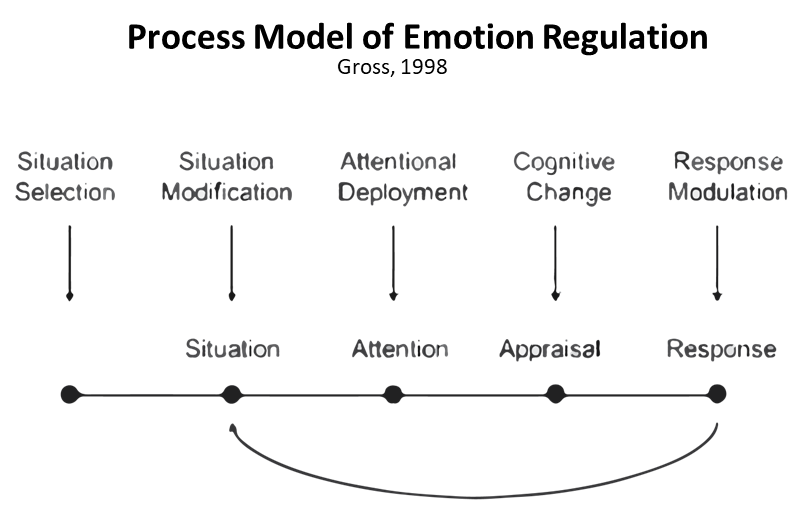 Process Model of Emotion Regulation
Gross, 1998
Situation Selection
Situation Modification
Attentional Deployment
Cognitive Change
Response Modulation
Situation
Attention
Appraisal
Response